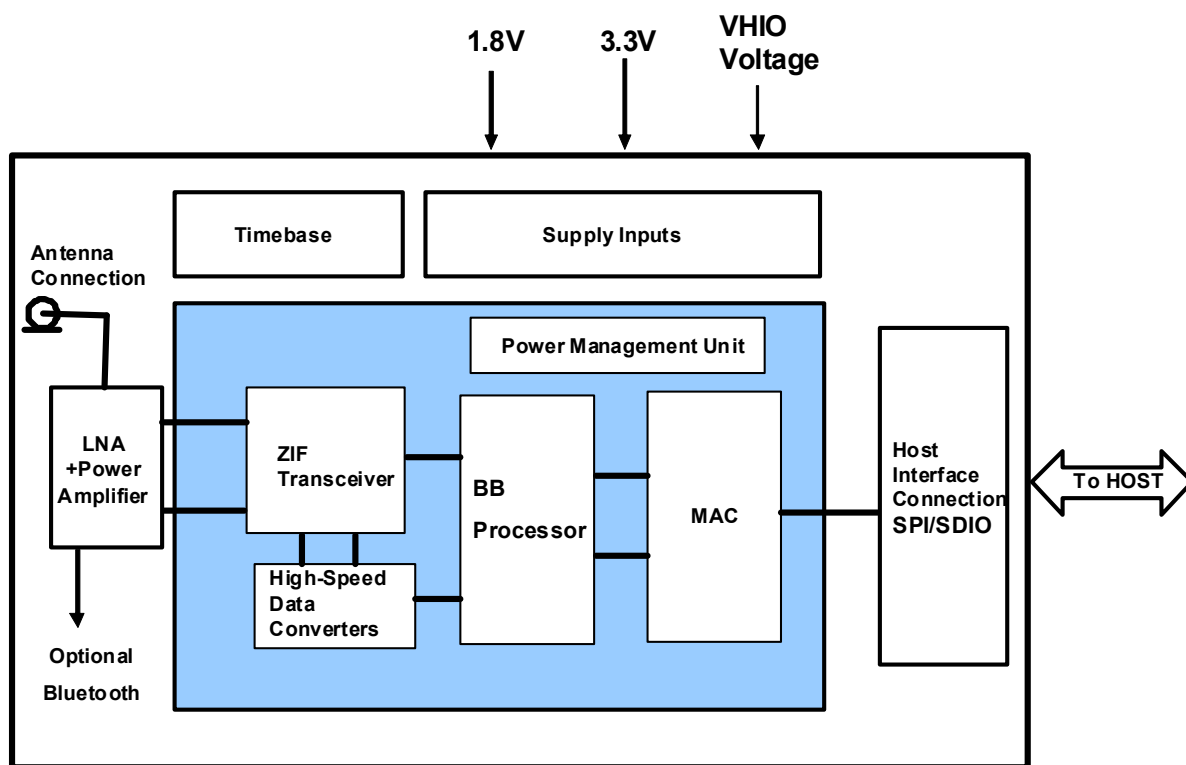 1.8V
3.3V
VHIO
Voltage
Timebase
Supply Inputs
Antenna
Connection
Power Management Unit
LNA
+Power
Amplifier
ZIF
Transceiver
BB
Processor
MAC
Host
Interface
Connection
SPI/SDIO
To HOST
High-Speed
Data
Converters
Optional
Bluetooth